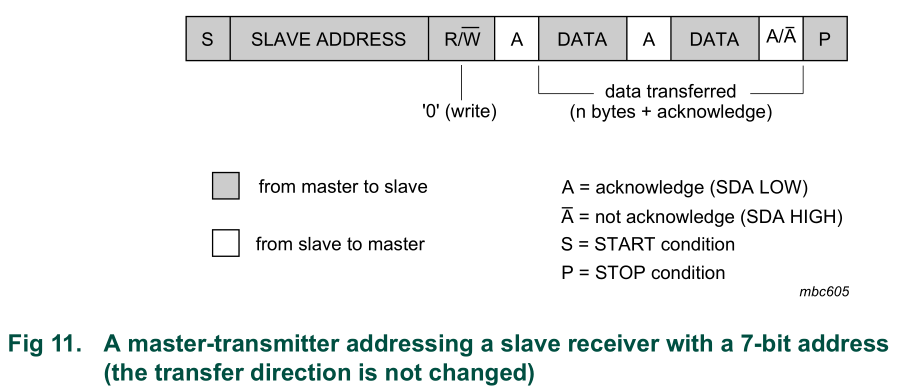 S SLAVE ADDRESS R/W̅ A DATA A DATA A/A̅ P
data transferred
'0' (write) (n bytes + acknowledge)
from master to slave
from slave to master
A = acknowledge (SDA LOW)
A̅ = not acknowledge (SDA HIGH)
S = START condition
P = STOP condition
mbc605
Fig 11. A master-transmitter addressing a slave receiver with a 7-bit address
(the transfer direction is not changed)